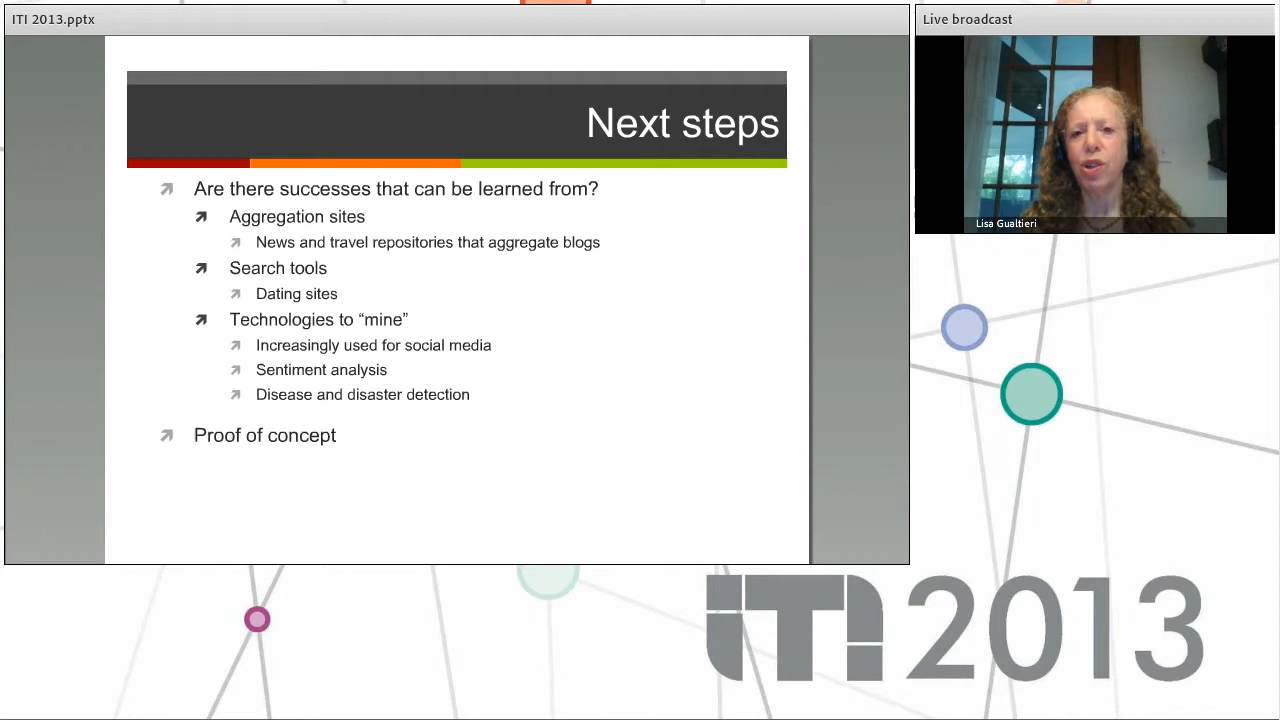 ITI 2013.pptx
Live broadcast
Next steps
Are there successes that can be learned from?
Aggregation sites
News and travel repositories that aggregate blogs
Search tools
Dating sites
Technologies to “mine”
Increasingly used for social media
Sentiment analysis
Disease and disaster detection
Proof of concept
Lisa Gualtieri
iTi 2013